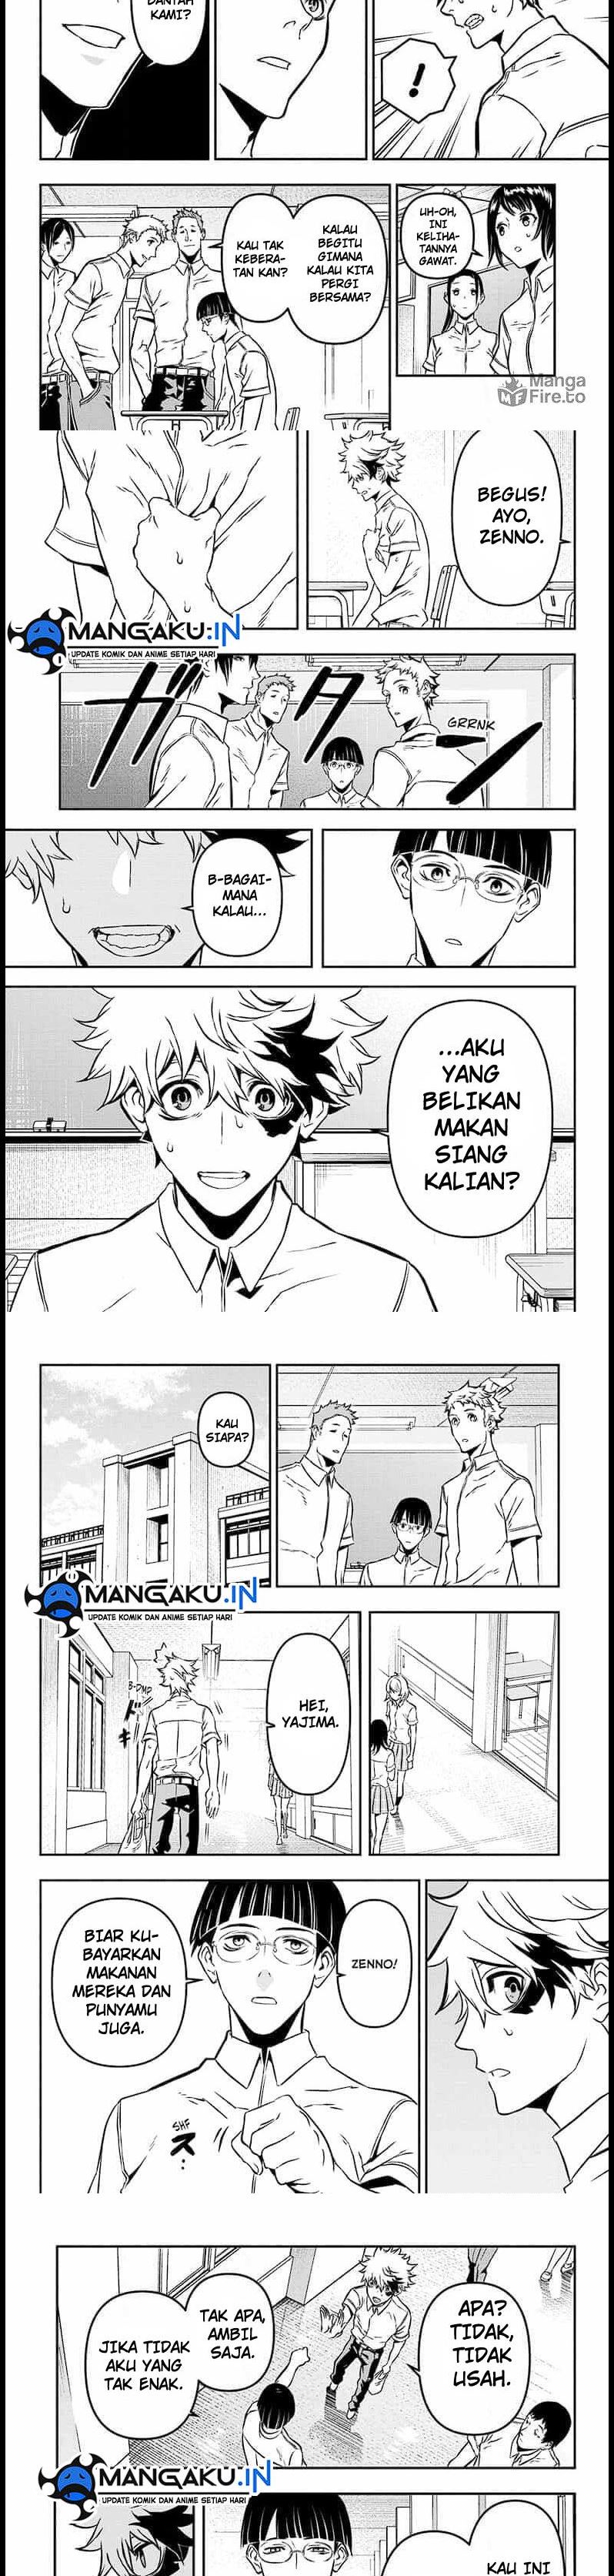 BANTAH
KAMI?
!
UH-OH,
INI
KELIHA-
TANNYA
GAWAT.
KALAU
BEGITU
GIMANA
KALAU KITA
PERGI
BERSAMA?
KAU TAK
KEBERA-
TAN KAN?
Manga
Fire.to
MF
BEGUS!
AYO,
ZENNO.
MANGAKU.IN
UPDATE KOMIK DAN ANIME SETIAP HARI
ガタン
GRRNK
B-BAGAI-
MANA
KALAU...
...AKU
YANG
BELIKAN
MAKAN
SIANG
KALIAN?
KAU
SIAPA?
MANGAKU.IN
UPDATE KOMIK DAN ANIME SETIAP HARI
B-DMP
ドキ
HEI,
YAJIMA.
ZENNO!
BIAR KU-
BAYARKAN
MAKANAN
MEREKA DAN
PUNYAMU
JUGA.
SHF
ス...
APA?
TIDAK,
TIDAK
USAH.
TAK APA,
AMBIL
SAJA.
JIKA TIDAK
AKU YANG
TAK ENAK.
MANGAKU.IN
UPDATE KOMIK DAN ANIME SETIAP HARI
KAU INI